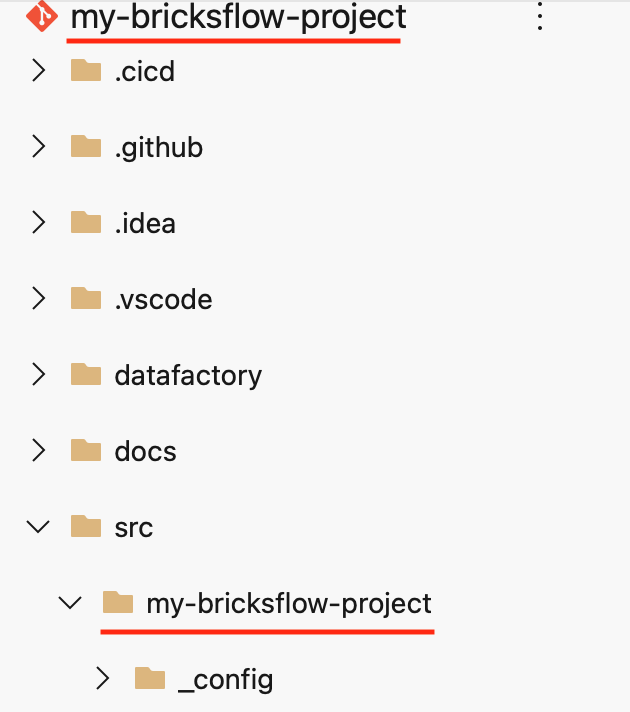 my-bricksflow-project
.cicd
.github
.idea
.vscode
datafactory
docs
src
my-bricksflow-project
_config